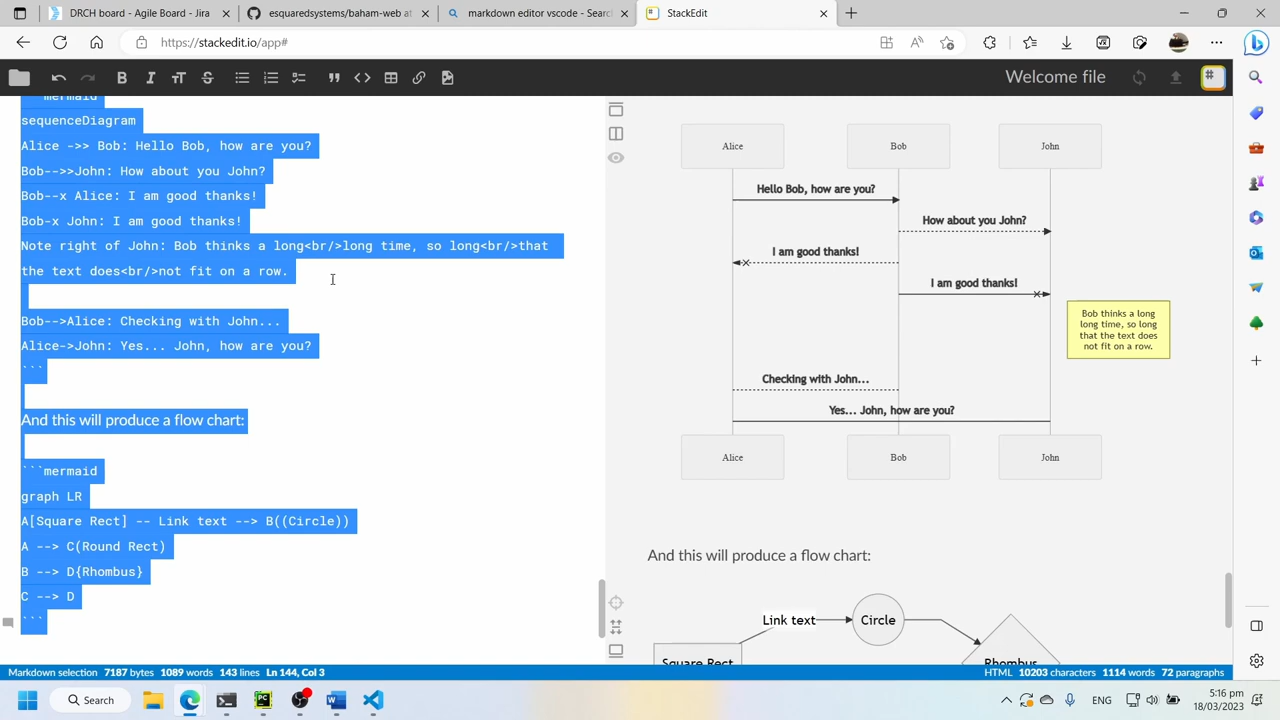 DRCH board - Agile Board - Jira
esquaredsystems/baham-web at
markdown editor vscode - Searc
StackEdit
https://stackedit.io/app#
Welcome file
sequenceDiagram
Alice ->> Bob: Hello Bob, how are you?
Bob-->>John: How about you John?
Bob--x Alice: I am good thanks!
Bob-x John: I am good thanks!
Note right of John: Bob thinks a long<br/>long time, so long<br/>that
the text does<br/>not fit on a row.
Bob-->Alice: Checking with John...
Alice->John: Yes... John, how are you?
```
And this will produce a flow chart:
```mermaid
graph LR
A[Square Rect] -- Link text --> B((Circle))
A --> C(Round Rect)
B --> D{Rhombus}
C --> D
```
Alice
Bob
John
Hello Bob, how are you?
How about you John?
I am good thanks!
I am good thanks!
Bob thinks a long
long time, so long
that the text does
not fit on a row.
Checking with John...
Yes... John, how are you?
Alice
Bob
John
And this will produce a flow chart:
Link text
Circle
Square Rect
Rhombus
Markdown selection 7187 bytes 1089 words 143 lines Ln 144, Col 3
HTML 10203 characters 1114 words 72 paragraphs
Search
ENG
5:16 pm
18/03/2023